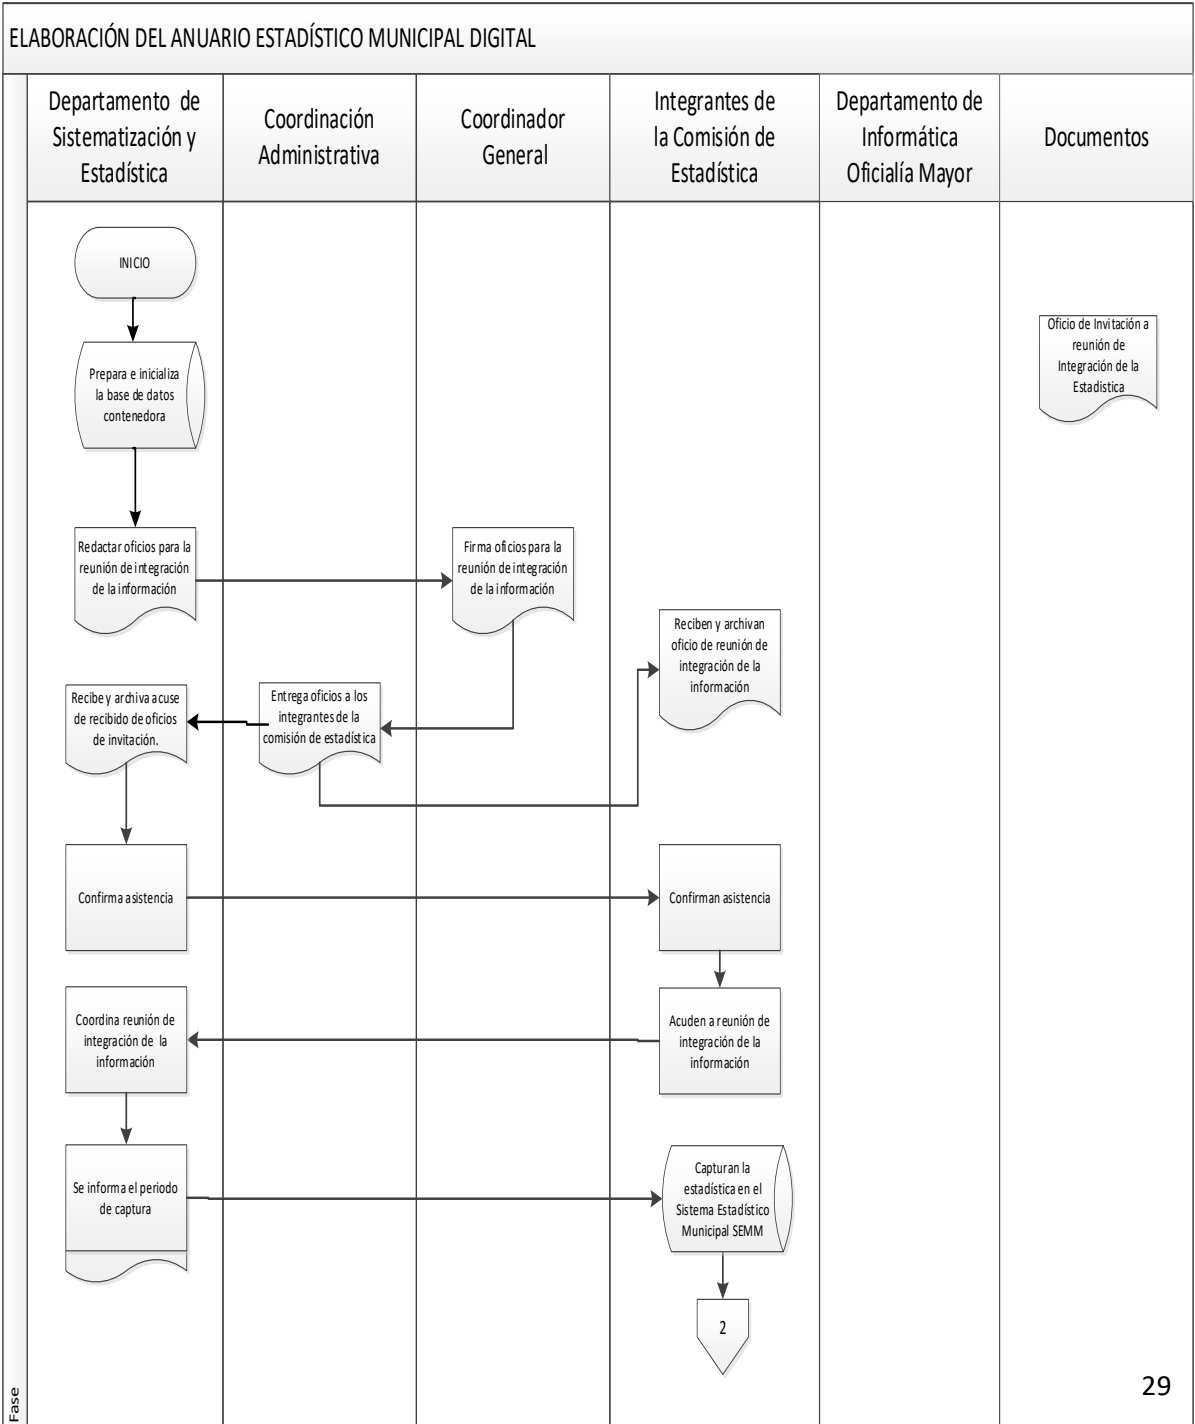 ELABORACIÓN DEL ANUARIO ESTADÍSTICO MUNICIPAL DIGITAL
Departamento de
Sistematización y
Estadística
Coordinación
Administrativa
Coordinador
General
Integrantes de
la Comisión de
Estadística
Departamento de
Informática
Oficialía Mayor
Documentos
INICIO
Oficio de Invitación a
reunión de
Integración de la
Estadistica
Prepara e inicializa
la base de datos
contenedora
Redactar oficios para la
reunión de integración
de la información
Firma oficios para la
reunión de integración
de la información
Reciben y archivan
oficio de reunión de
integración de la
información
Entrega oficios a los
integrantes de la
comisión de estadística
Recibe y archiva acuse
de recibido de oficios
de invitación.
Confirma asistencia
Confirman asistencia
Acuden a reunión de
integración de la
información
Coordina reunión de
integración de la
información
Se informa el periodo
de captura
Capturan la
estadística en el
Sistema Estadístico
Municipal SEMM
2
29
Fase